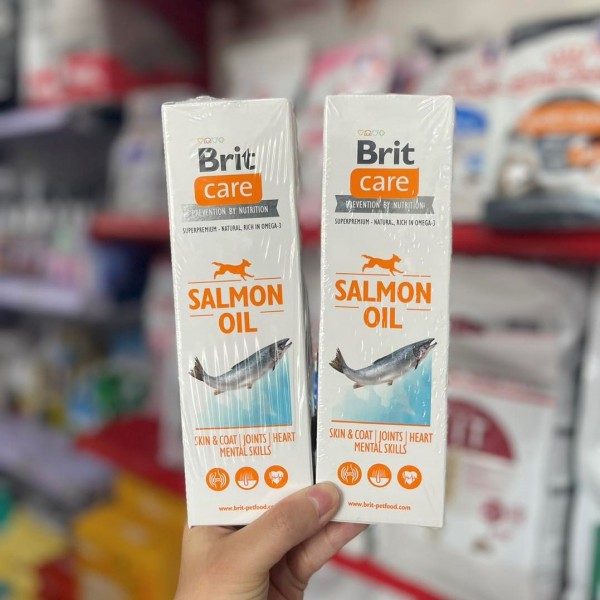 Brit
care
PREVENTION BY NUTRITION
SUPERPREMIUM - NATURAL, RICH IN OMEGA-3
SALMON
OIL
SKIN & COAT | JOINTS | HEART
MENTAL SKILLS
www.brit-petfood.com
Brit
care
PREVENTION BY NUTRITION
SUPERPREMIUM - NATURAL, RICH IN OMEGA-3
SALMON
OIL
SKIN & COAT | JOINTS | HEART
MENTAL SKILLS
www.brit-petfood.com